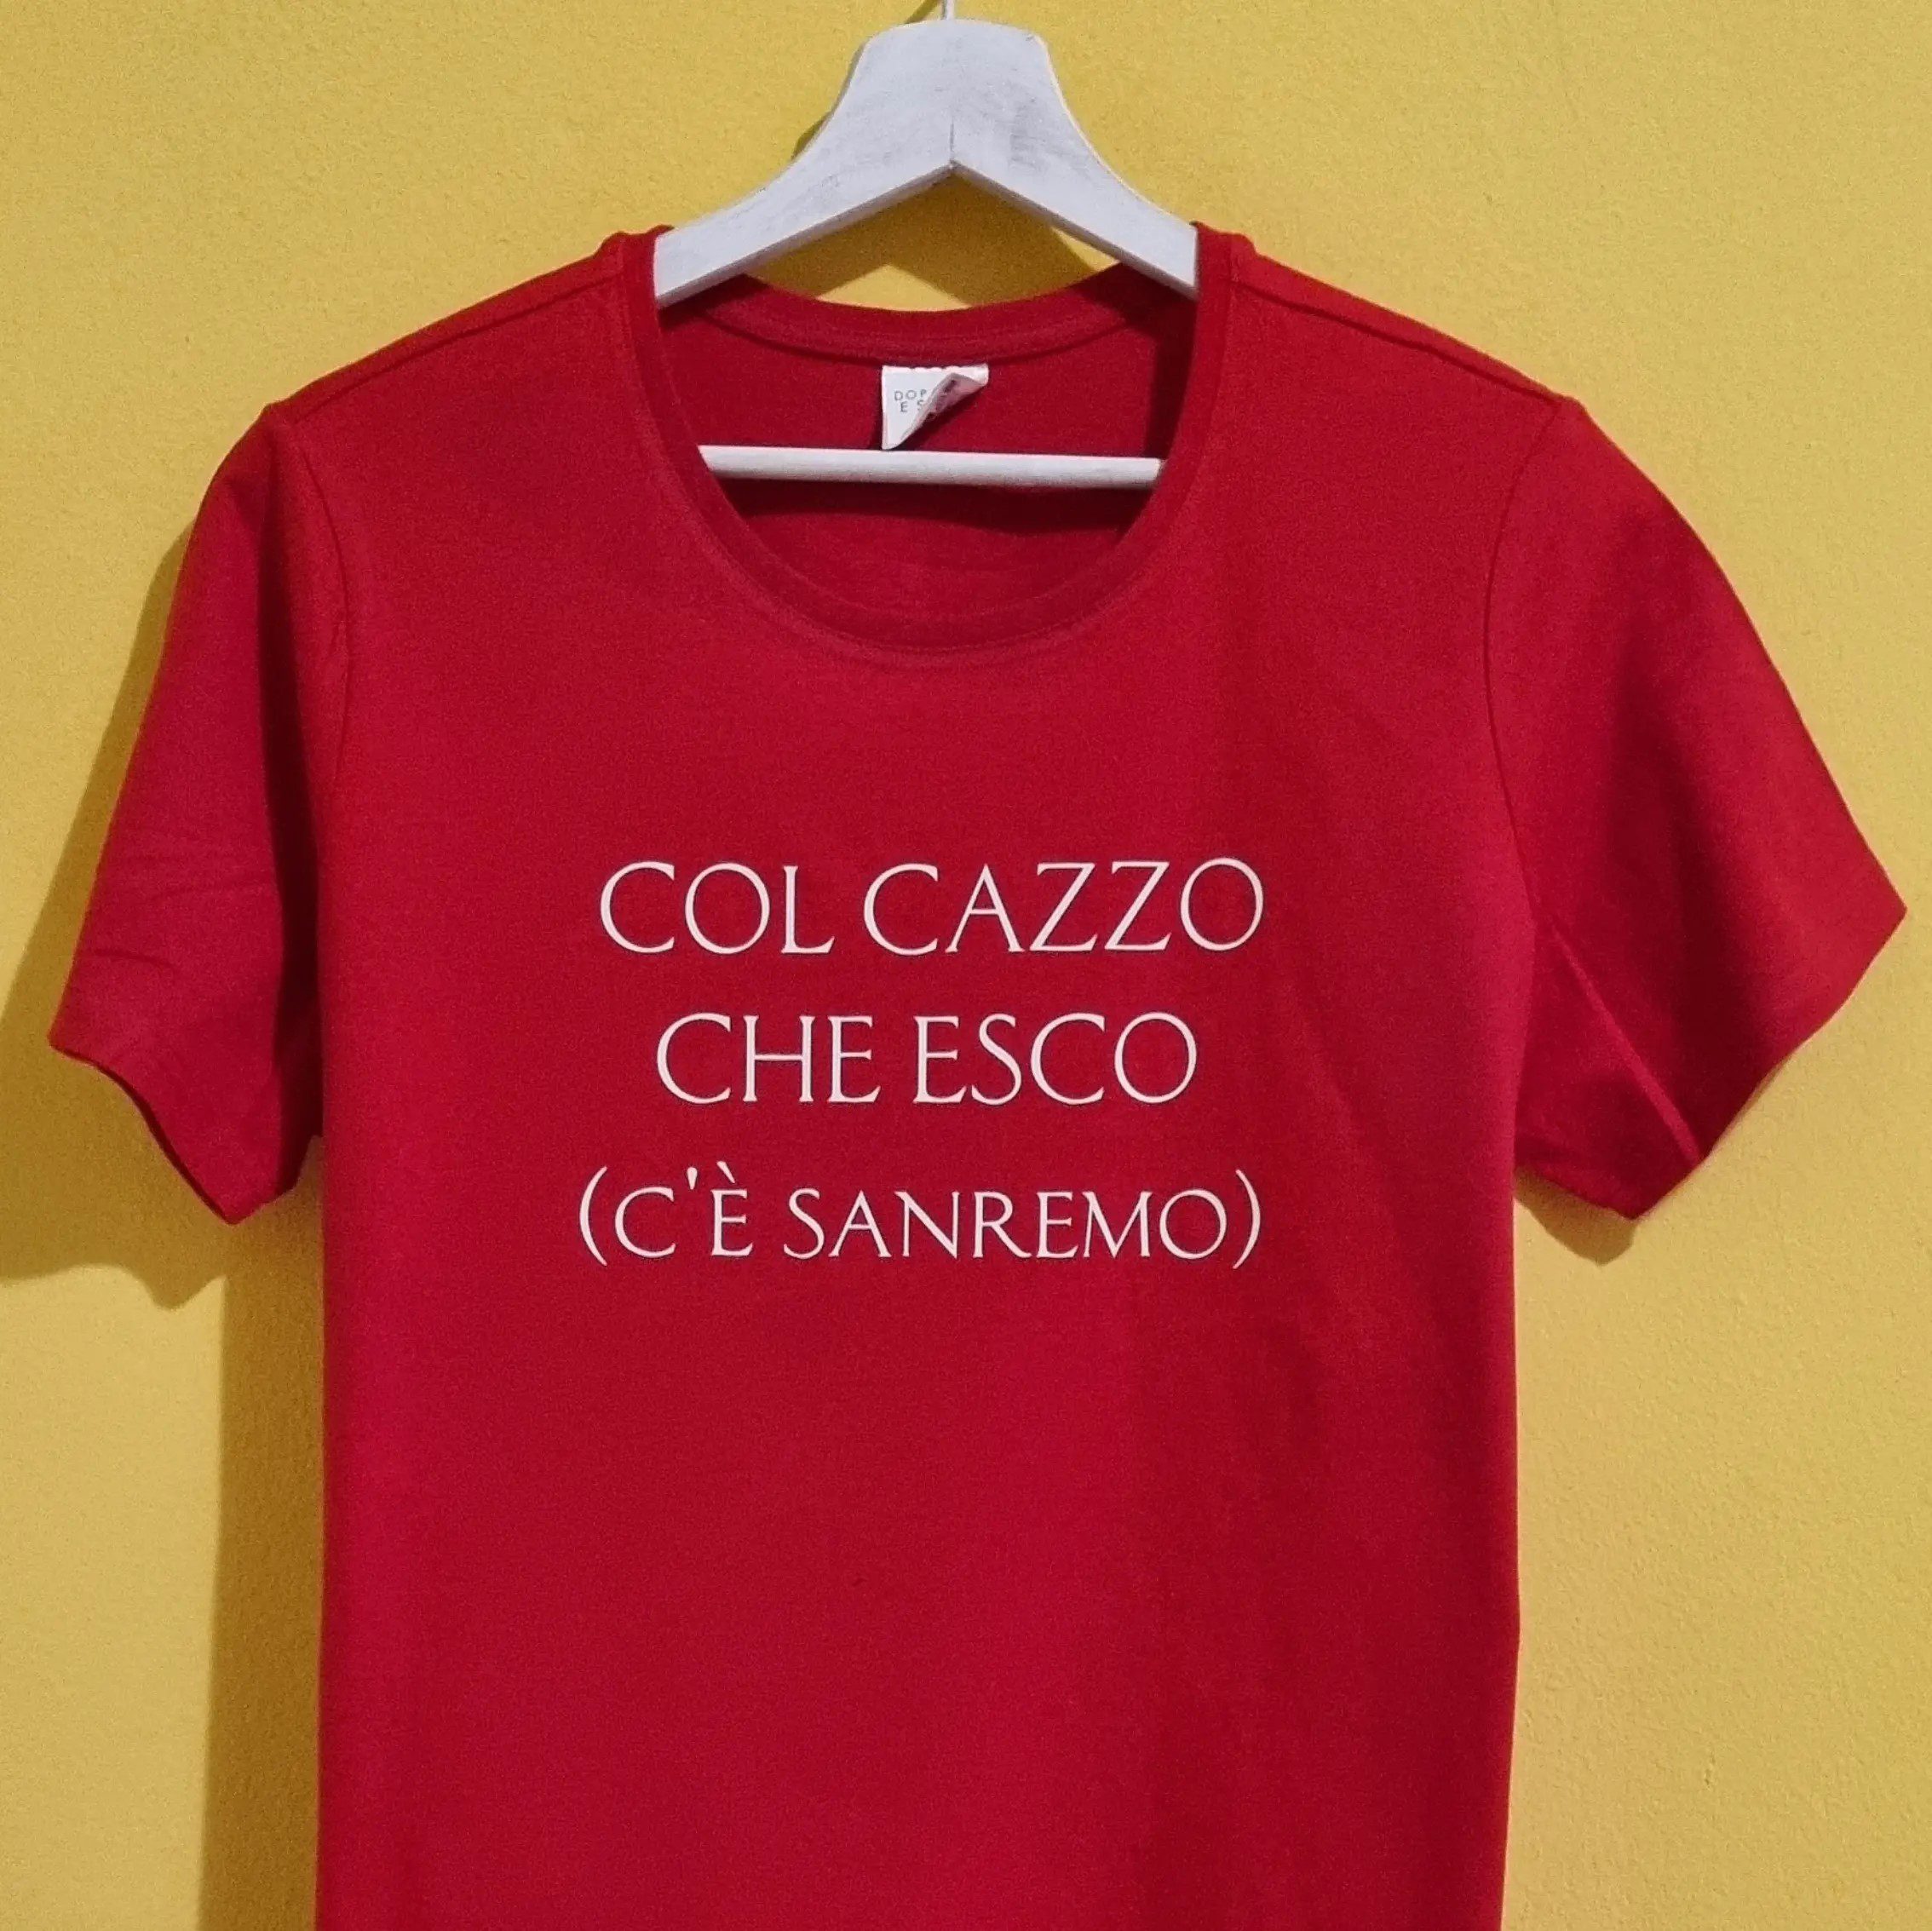 COL CAZZO
CHE ESCO
(C'È SANREMO)